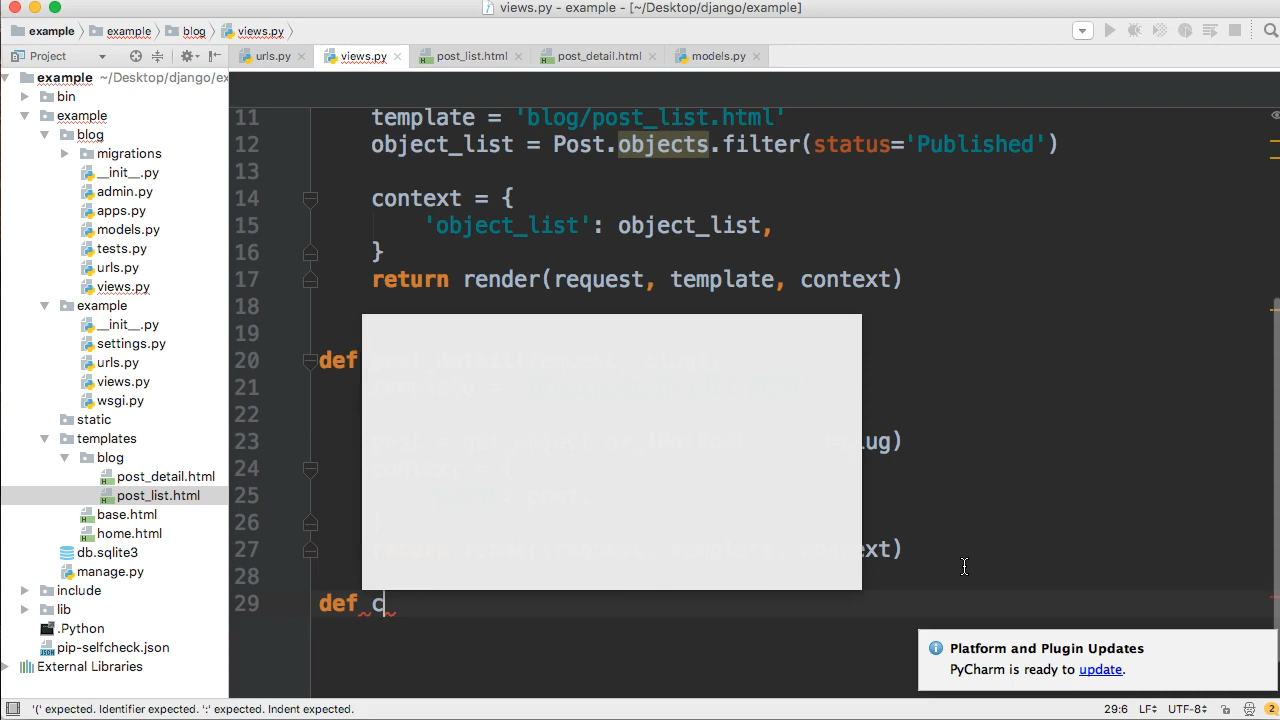 views.py - example - [~/Desktop/django/example]
example example blog views.py
Project
urls.py views.py post_list.html post_detail.html models.py
example ~/Desktop/django/ex
bin
example
blog
migrations
__init__.py
admin.py
apps.py
models.py
tests.py
urls.py
views.py
example
__init__.py
settings.py
urls.py
views.py
wsgi.py
static
templates
blog
post_detail.html
post_list.html
base.html
home.html
db.sqlite3
manage.py
include
lib
.Python
pip-selfcheck.json
External Libraries
11 template = 'blog/post_list.html'
12 object_list = Post.objects.filter(status='Published')
13
14 context = {
15 'object_list': object_list,
16 }
17 return render(request, template, context)
18
19
20 def
21
22
23 lug)
24
25
26
27 ext)
28
29 def c
Platform and Plugin Updates
PyCharm is ready to update.
'(' expected. Identifier expected. ':' expected. Indent expected.
29:6 LF UTF-8 2